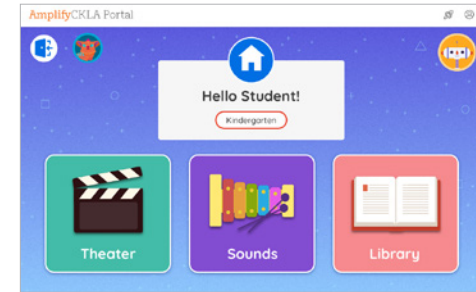 AmplifyCKLA Portal
Hello Student!
Kindergarten
Theater
Sounds
Library